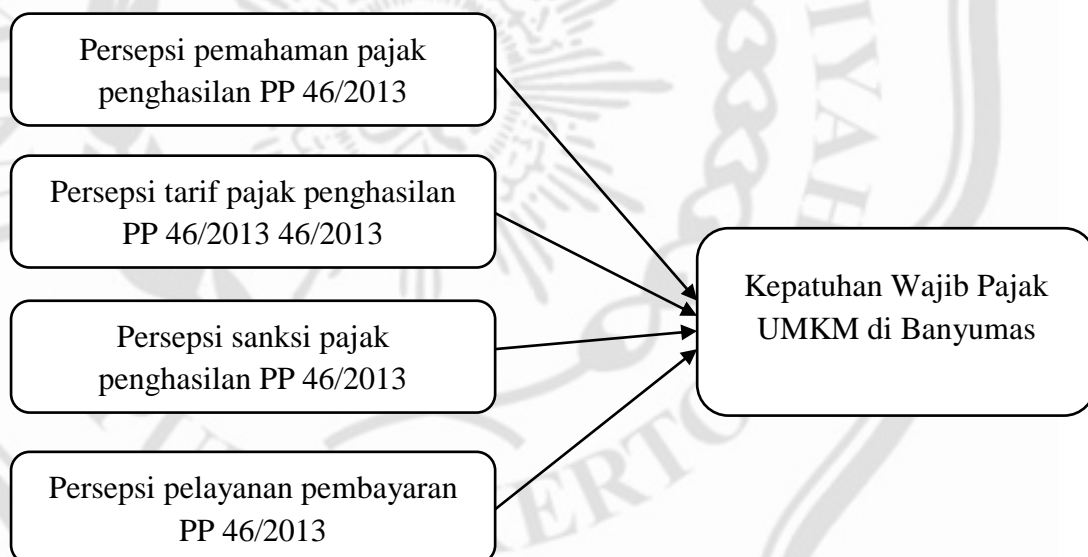 Persepsi pemahaman pajak
penghasilan PP 46/2013
Persepsi tarif pajak penghasilan
PP 46/2013 46/2013
Persepsi sanksi pajak
penghasilan PP 46/2013
Persepsi pelayanan pembayaran
PP 46/2013
Kepatuhan Wajib Pajak
UMKM di Banyumas